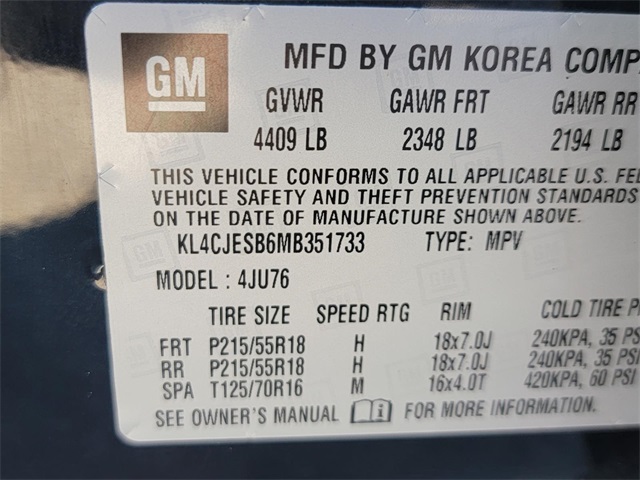 GM MFD BY GM KOREA COMP
GVWR GAWR FRT GAWR RR
4409 LB 2348 LB 2194 LB
THIS VEHICLE CONFORMS TO ALL APPLICABLE U.S. FE
VEHICLE SAFETY AND THEFT PREVENTION STANDARDS
ON THE DATE OF MANUFACTURE SHOWN ABOVE.
KL4CJESB6MB351733 TYPE: MPV
MODEL : 4JU76
TIRE SIZE SPEED RTG RIM COLD TIRE P
FRT P215/55R18 H 18x7.0J 240KPA, 35 PS
RR P215/55R18 H 18x7.0J 240KPA, 35 PSI
SPA T125/70R16 M 16x4.0T 420KPA, 60 PSI
SEE OWNER'S MANUAL FOR MORE INFORMATION.